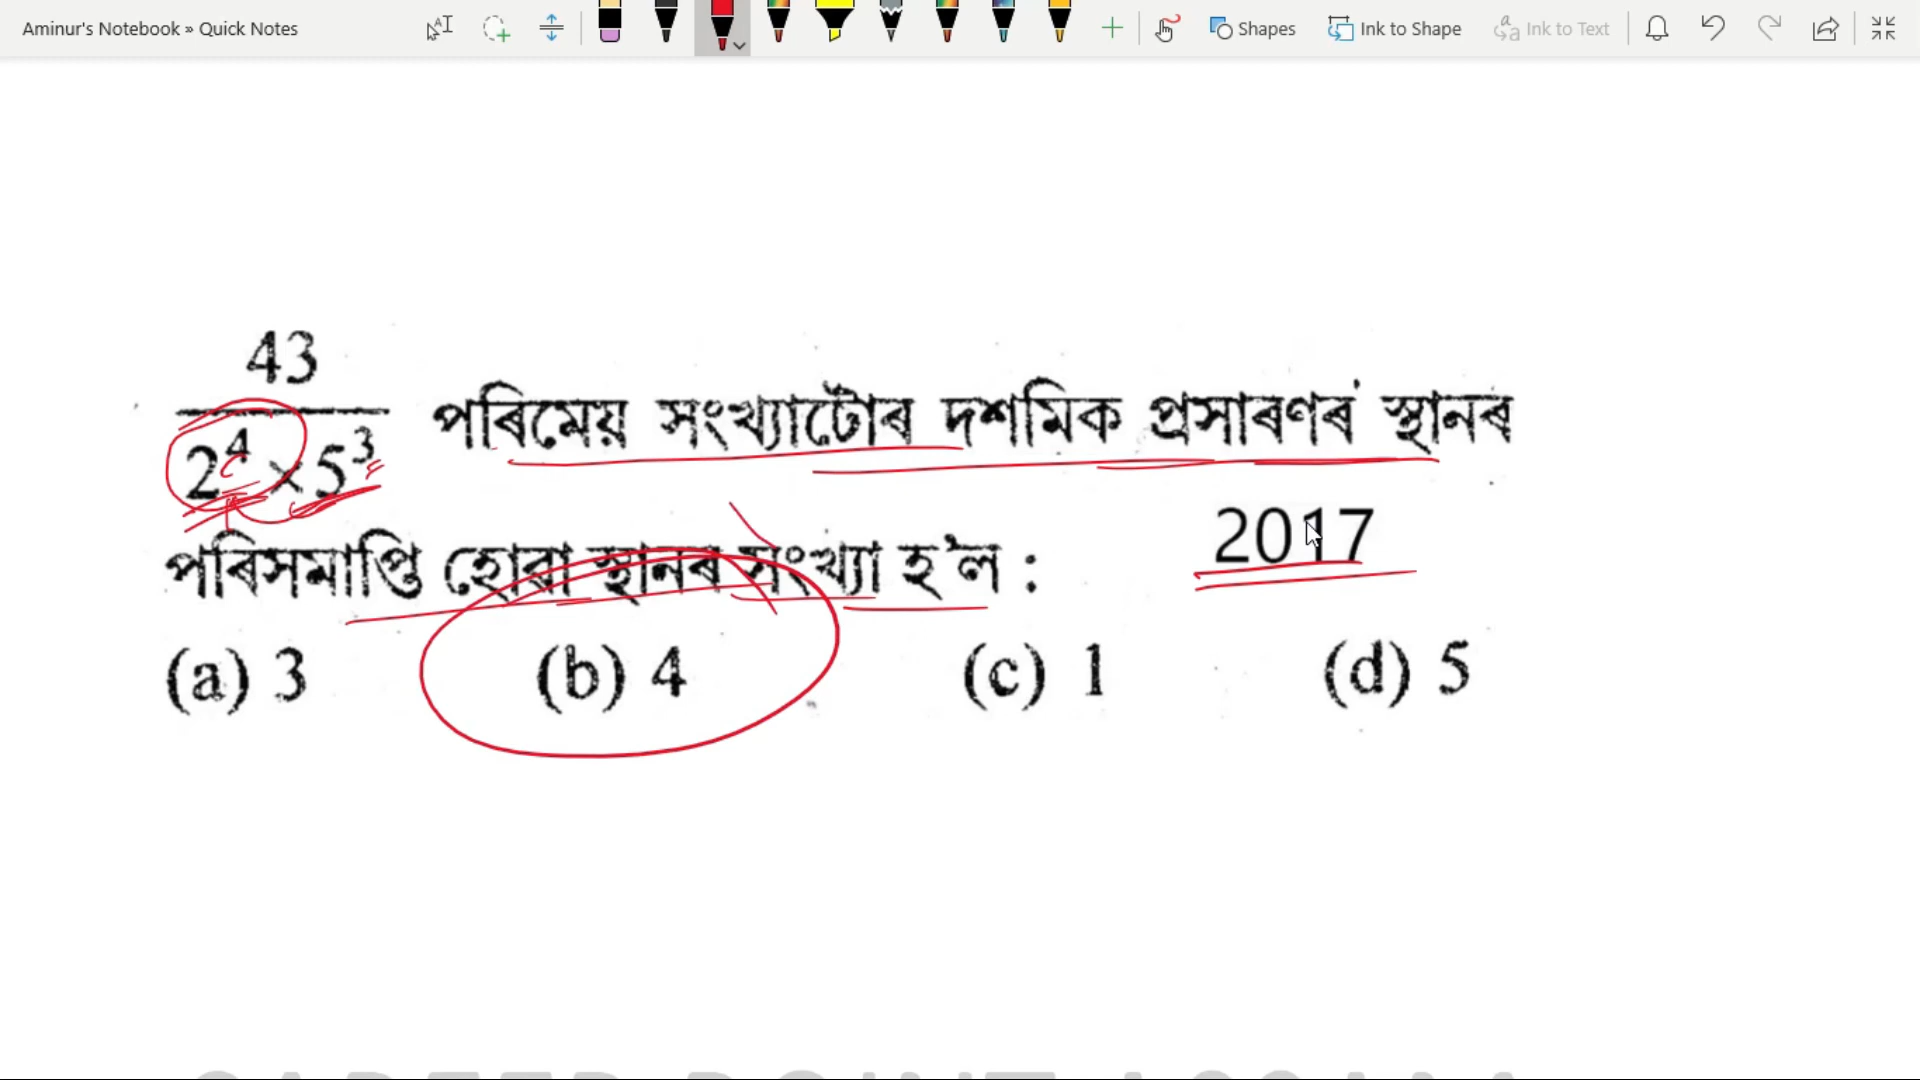 Aminur's Notebook » Quick Notes
Shapes
Ink to Shape
Ink to Text
43
2⁴ × 5³
পৰিমেয় সংখ্যাটোৰ দশমিক প্ৰসাৰণৰ স্থানৰ
পৰিসমাপ্তি হোৱা স্থানৰ সংখ্যা হ'ল :
2017
(a) 3 (b) 4 (c) 1 (d) 5